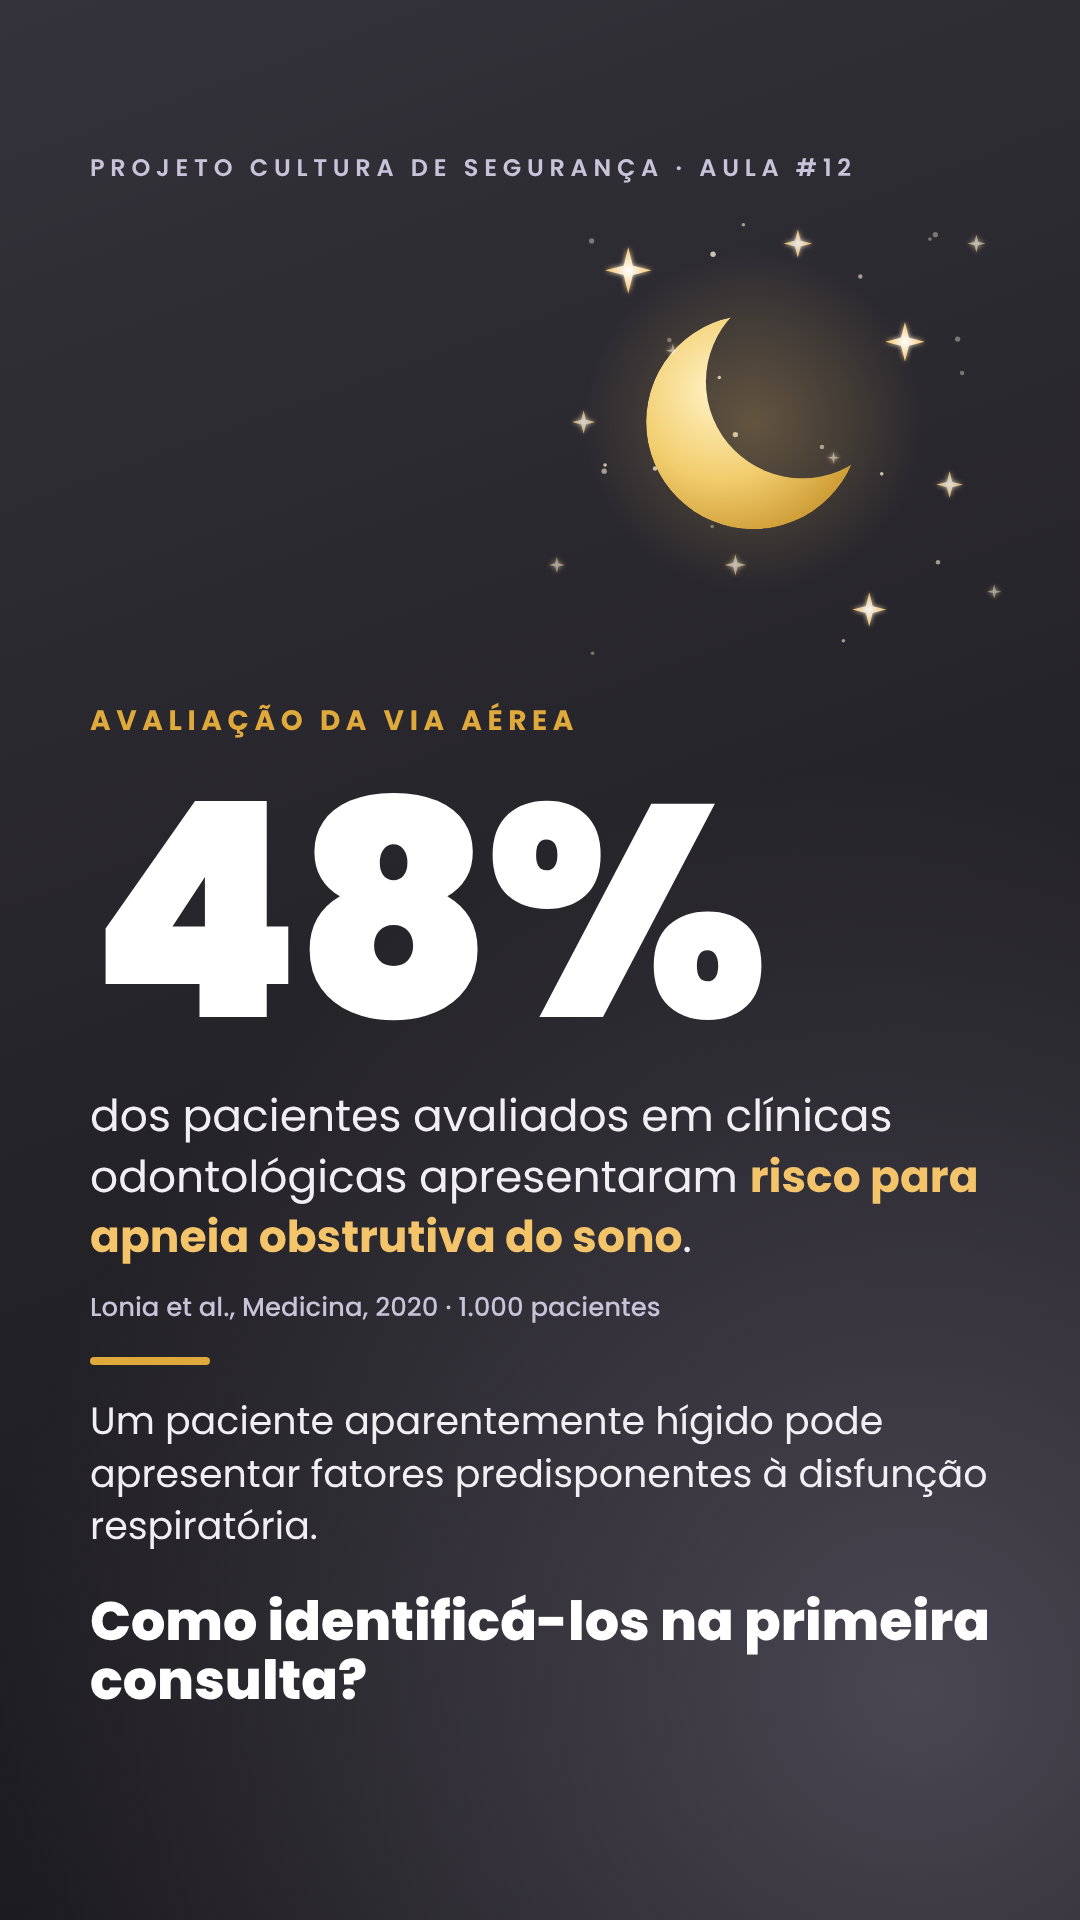 PROJETO CULTURA DE SEGURANÇA · AULA #12
AVALIAÇÃO DA VIA AÉREA
48%
dos pacientes avaliados em clínicas
odontológicas apresentaram risco para
apneia obstrutiva do sono.
Lonia et al., Medicina, 2020 · 1.000 pacientes
Um paciente aparentemente hígido pode
apresentar fatores predisponentes à disfunção
respiratória.
Como identificá-los na primeira
consulta?